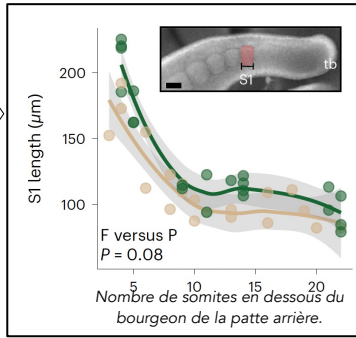 S1
tb
S1 length (μm)
200
150
100
F versus P
P = 0.08
5 10 15 20
Nombre de somites en dessous du
bourgeon de la patte arrière.